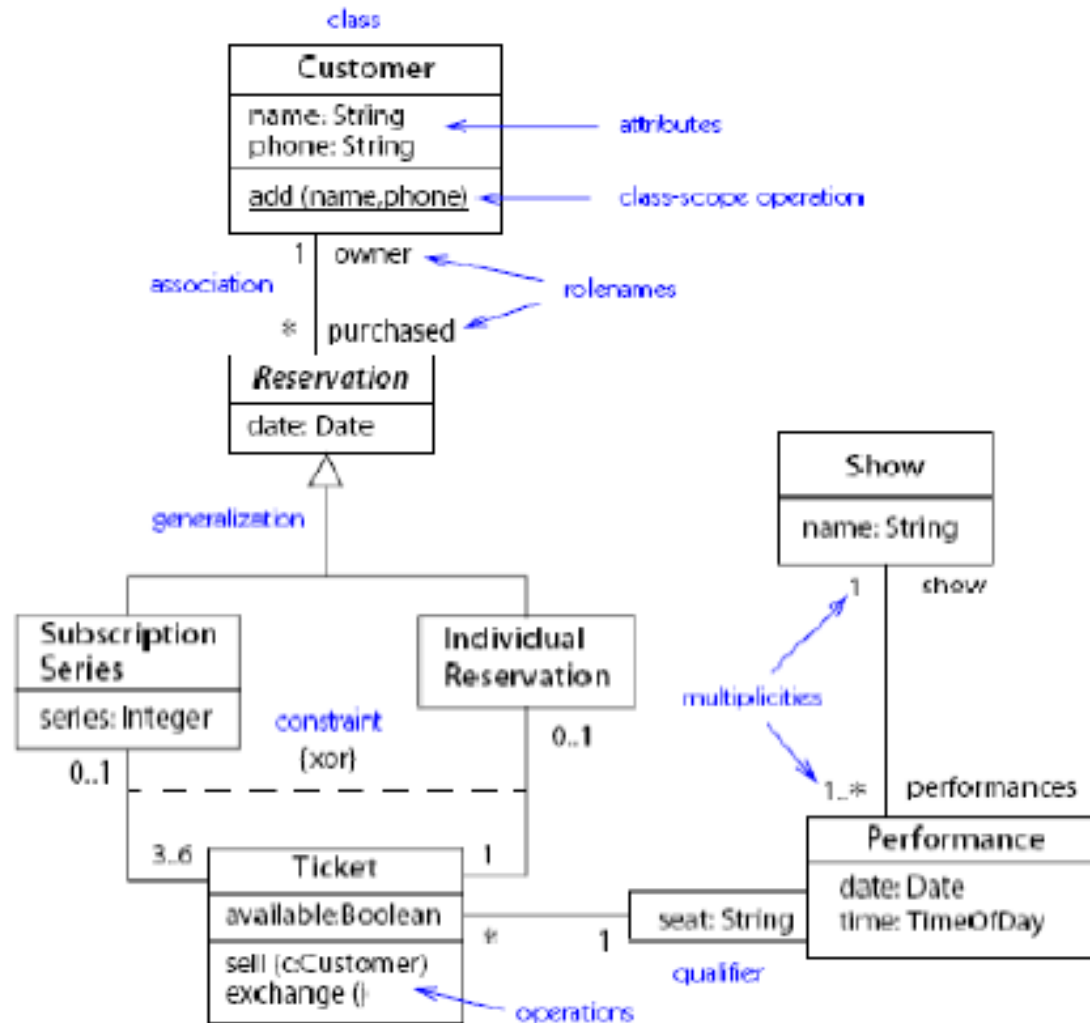 class
Customer
name: String
phone: String
attributes
add (name,phone)
class-scope operation
1 owner
association
rolenames
* purchased
Reservation
date: Date
generalization
Show
name: String
1 show
Subscription
Series
series: Integer
Individual
Reservation
multiplicities
constraint
{xor}
0..1
0..1
1..* performances
Performance
date: Date
time: TimeOfDay
3..6
Ticket
1
available:Boolean
*
1
seat: String
qualifier
sell (c:Customer)
exchange ()
operations